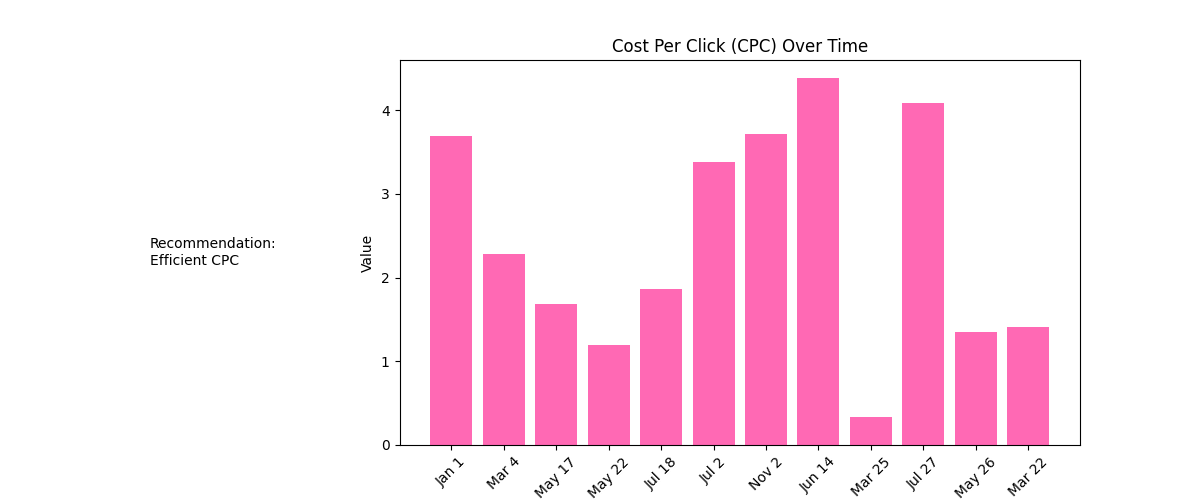 Cost Per Click (CPC) Over Time
Recommendation:
Efficient CPC
Value
4
3
2
1
0
Jan 1
Mar 4
May 17
May 22
Jul 18
Jul 2
Nov 2
Jun 14
Mar 25
Jul 27
May 26
Mar 22